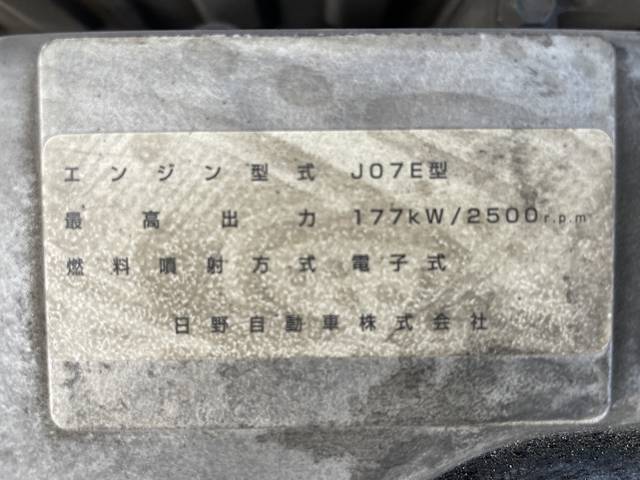 エンジン型式 J07E型
最高出力 177kW/2500r.p.m
燃料噴射方式 電子式
日野自動車株式会社